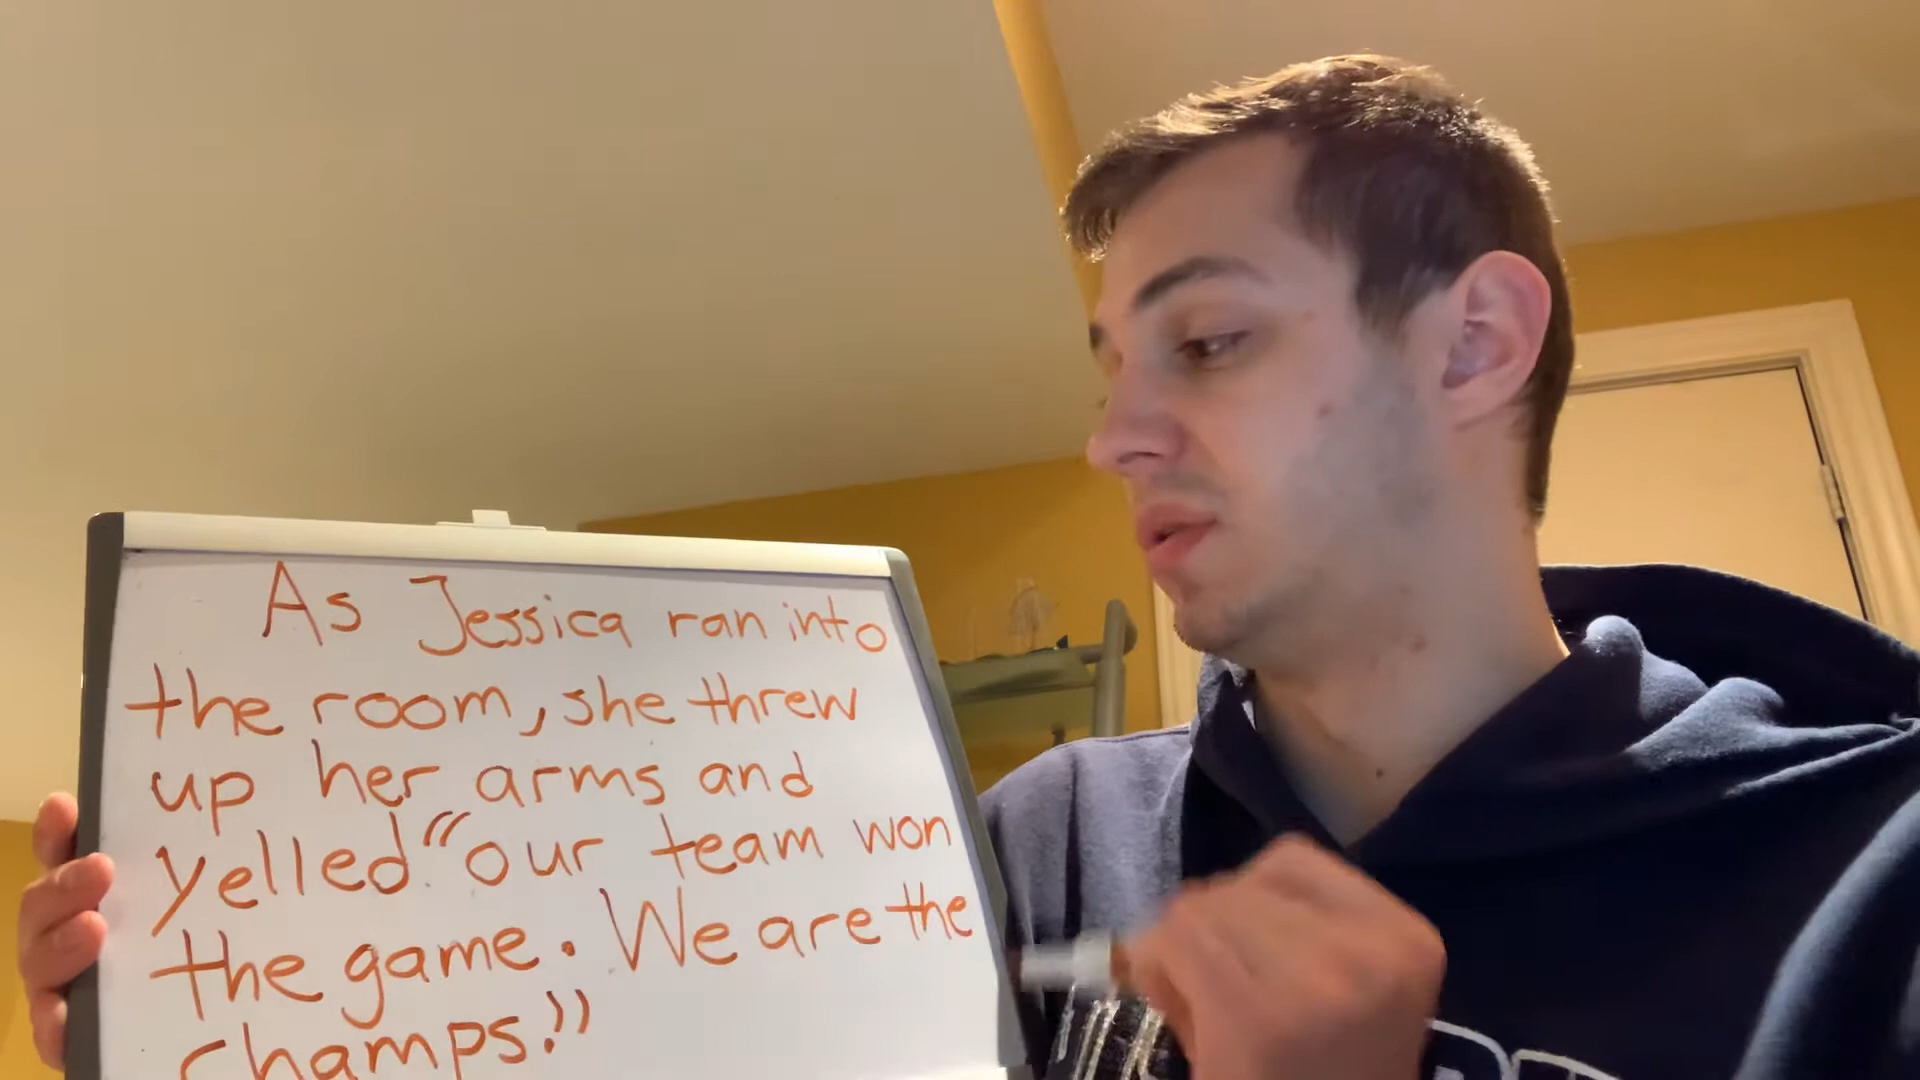 As Jessica ran into
the room, she threw
up her arms and
yelled “our team won
the game. We are the
champs!”